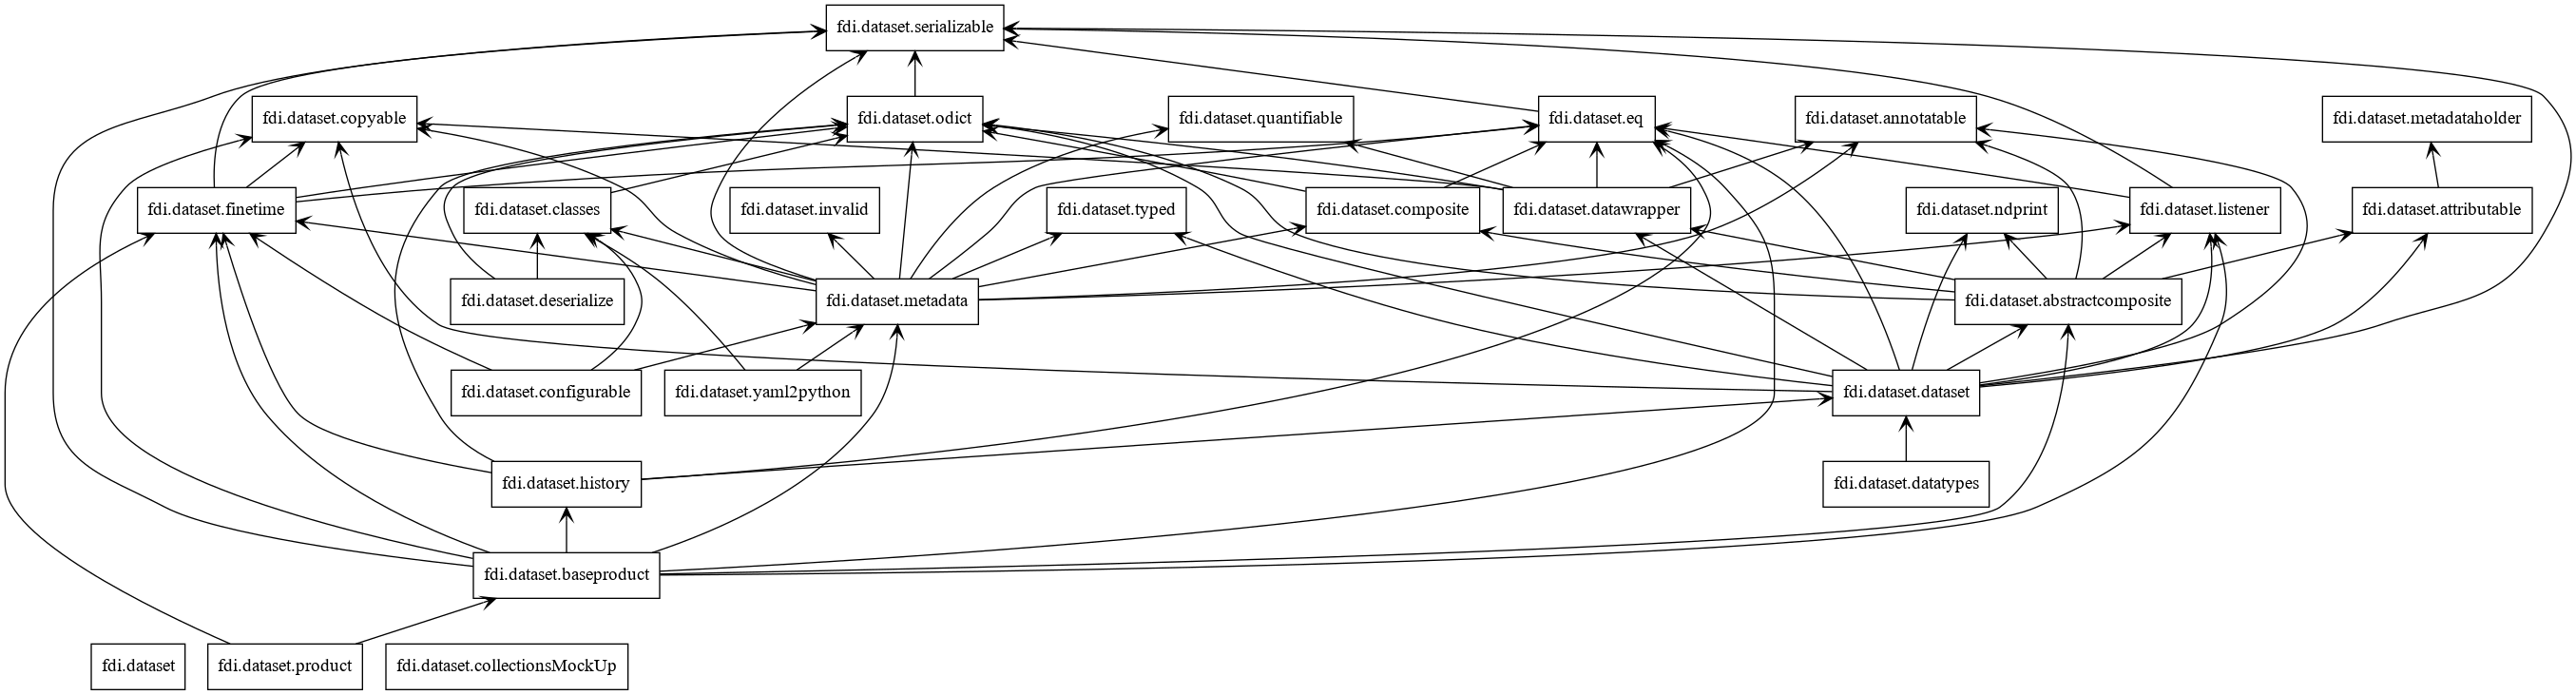 fdi.dataset.serializable
fdi.dataset.copyable
fdi.dataset.odict
fdi.dataset.quantifiable
fdi.dataset.eq
fdi.dataset.annotatable
fdi.dataset.metadataholder
fdi.dataset.finetime
fdi.dataset.classes
fdi.dataset.invalid
fdi.dataset.typed
fdi.dataset.composite
fdi.dataset.datawrapper
fdi.dataset.ndprint
fdi.dataset.listener
fdi.dataset.attributable
fdi.dataset.deserialize
fdi.dataset.metadata
fdi.dataset.abstractcomposite
fdi.dataset.configurable
fdi.dataset.yaml2python
fdi.dataset.dataset
fdi.dataset.history
fdi.dataset.datatypes
fdi.dataset.baseproduct
fdi.dataset
fdi.dataset.product
fdi.dataset.collectionsMockUp